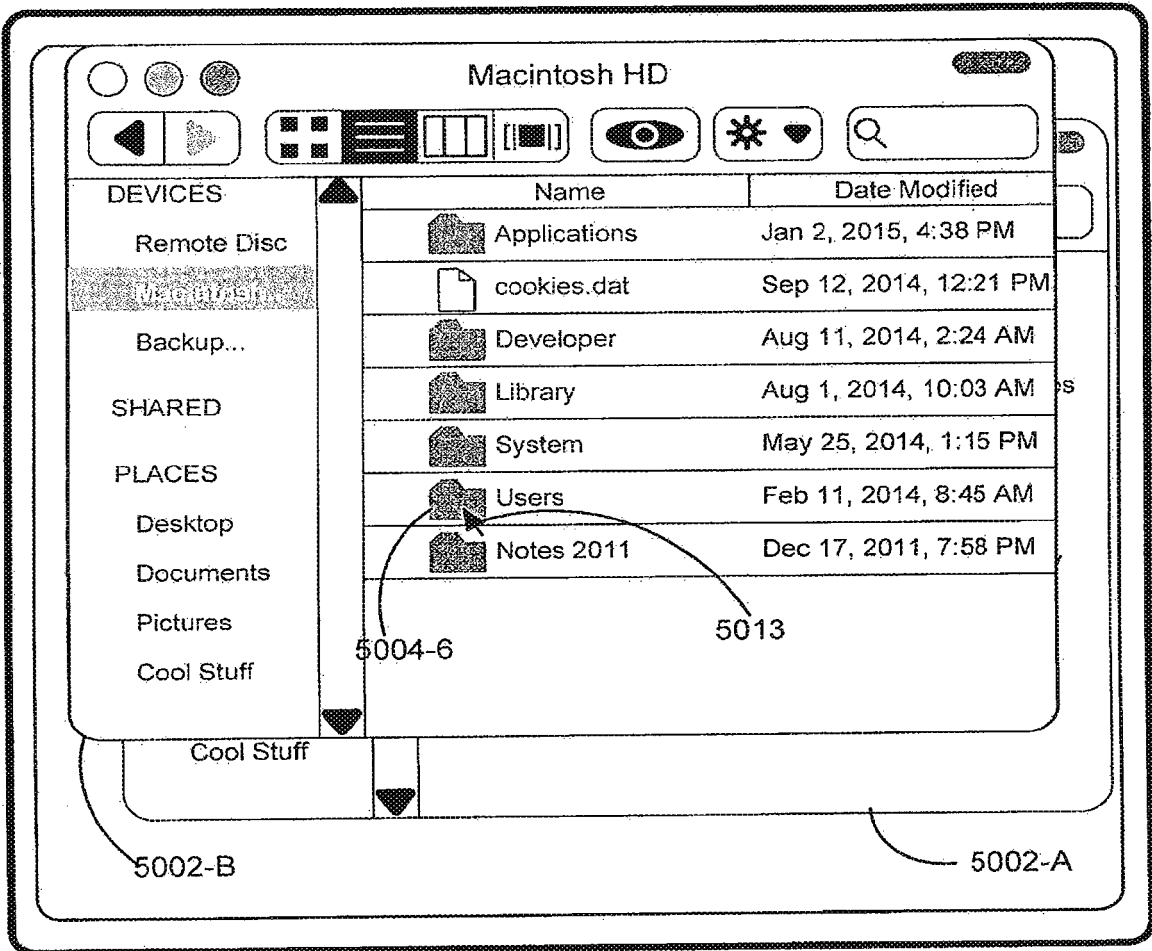 Macintosh HD
DEVICES
Name
Date Modified
Remote Disc
Applications
Jan 2, 2015, 4:38 PM
Macintosh...
cookies.dat
Sep 12, 2014, 12:21 PM
Backup...
Developer
Aug 11, 2014, 2:24 AM
SHARED
Library
Aug 1, 2014, 10:03 AM
PLACES
System
May 25, 2014, 1:15 PM
Desktop
Users
Feb 11, 2014, 8:45 AM
Documents
Notes 2011
Dec 17, 2011, 7:58 PM
Pictures
5004-6
5013
Cool Stuff
Cool Stuff
5002-B
5002-A